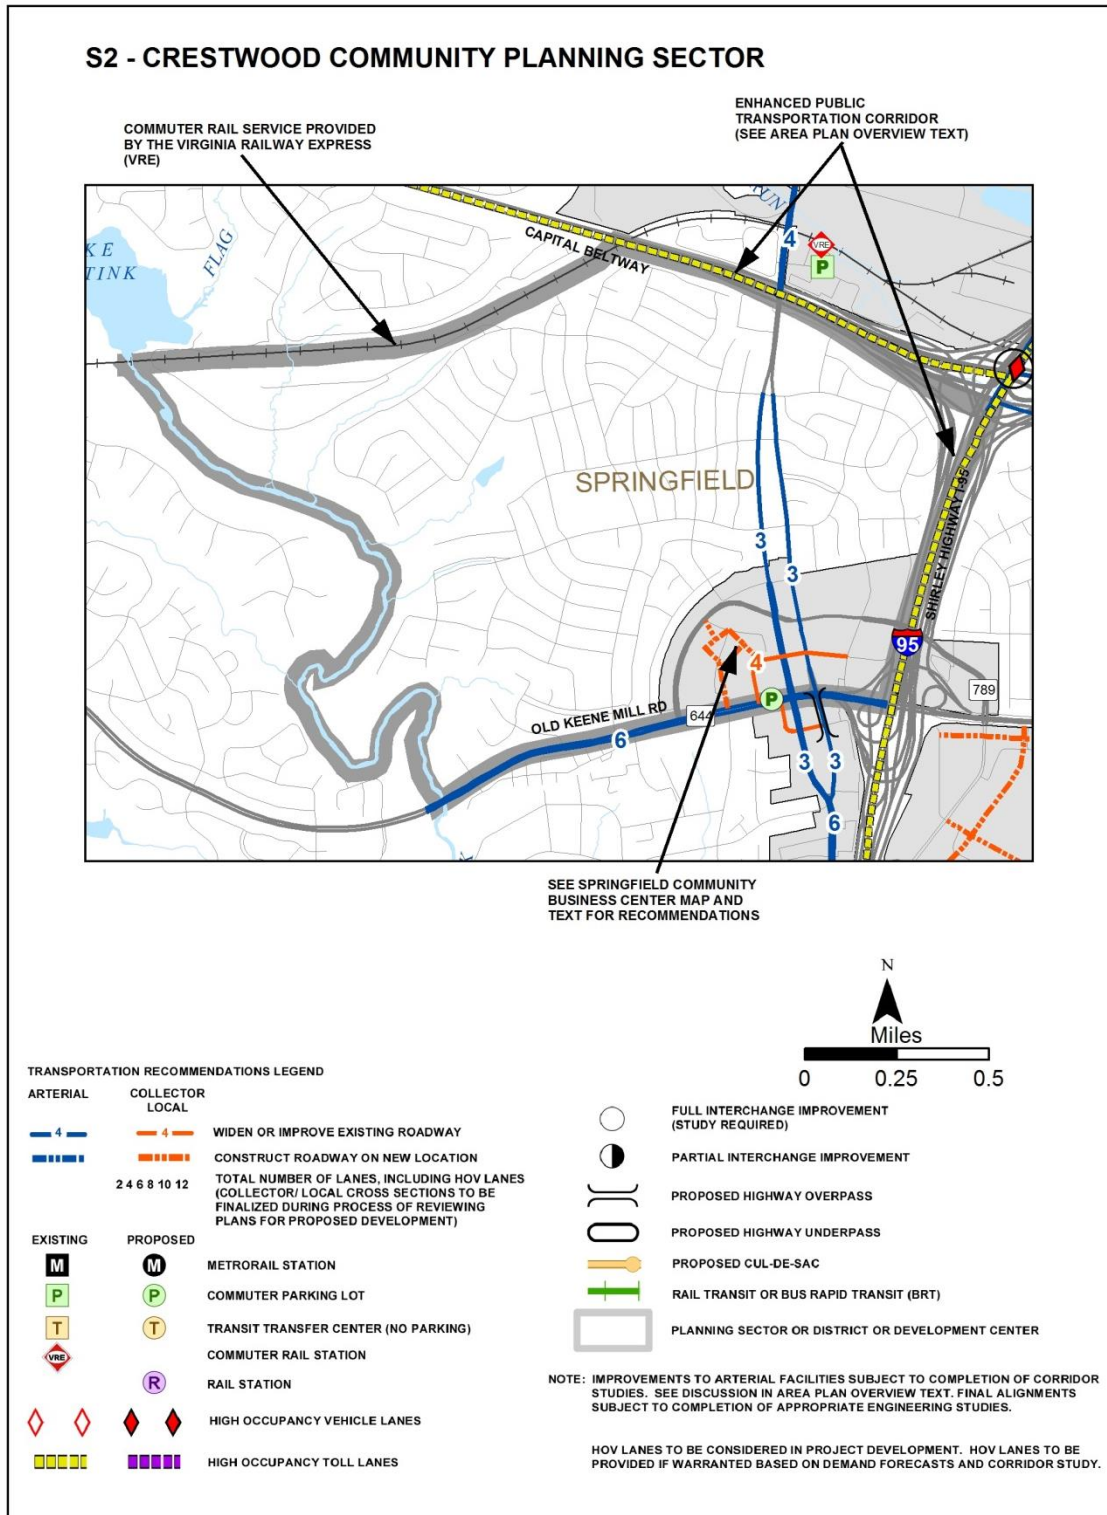 S2 - CRESTWOOD COMMUNITY PLANNING SECTOR
ENHANCED PUBLIC
TRANSPORTATION CORRIDOR
(SEE AREA PLAN OVERVIEW TEXT)
COMMUTER RAIL SERVICE PROVIDED
BY THE VIRGINIA RAILWAY EXPRESS
(VRE)
KE
TINK
FLAG
CAPITAL BELTWAY
UN
4
VRE
P
SPRINGFIELD
SHIRLEY HIGHWAY I-95
3
3
95
4
789
P
644
OLD KEENE MILL RD
6
3
3
6
K
SEE SPRINGFIELD COMMUNITY
BUSINESS CENTER MAP AND
TEXT FOR RECOMMENDATIONS
N
Miles
0 0.25 0.5
TRANSPORTATION RECOMMENDATIONS LEGEND
ARTERIAL COLLECTOR
LOCAL
4 4 WIDEN OR IMPROVE EXISTING ROADWAY
CONSTRUCT ROADWAY ON NEW LOCATION
2 4 6 8 10 12 TOTAL NUMBER OF LANES, INCLUDING HOV LANES
(COLLECTOR/ LOCAL CROSS SECTIONS TO BE
FINALIZED DURING PROCESS OF REVIEWING
PLANS FOR PROPOSED DEVELOPMENT)
EXISTING PROPOSED
M M METRORAIL STATION
P P COMMUTER PARKING LOT
T T TRANSIT TRANSFER CENTER (NO PARKING)
VRE COMMUTER RAIL STATION
R RAIL STATION
HIGH OCCUPANCY VEHICLE LANES
HIGH OCCUPANCY TOLL LANES
FULL INTERCHANGE IMPROVEMENT
(STUDY REQUIRED)
PARTIAL INTERCHANGE IMPROVEMENT
PROPOSED HIGHWAY OVERPASS
PROPOSED HIGHWAY UNDERPASS
PROPOSED CUL-DE-SAC
RAIL TRANSIT OR BUS RAPID TRANSIT (BRT)
PLANNING SECTOR OR DISTRICT OR DEVELOPMENT CENTER
NOTE: IMPROVEMENTS TO ARTERIAL FACILITIES SUBJECT TO COMPLETION OF CORRIDOR
STUDIES. SEE DISCUSSION IN AREA PLAN OVERVIEW TEXT. FINAL ALIGNMENTS
SUBJECT TO COMPLETION OF APPROPRIATE ENGINEERING STUDIES.
HOV LANES TO BE CONSIDERED IN PROJECT DEVELOPMENT. HOV LANES TO BE
PROVIDED IF WARRANTED BASED ON DEMAND FORECASTS AND CORRIDOR STUDY.